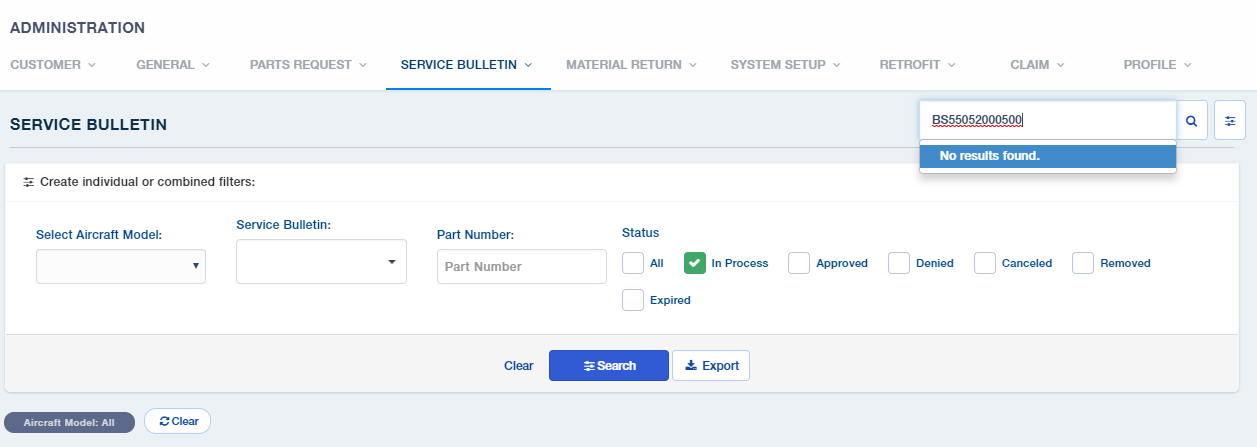 ADMINISTRATION
CUSTOMER GENERAL PARTS REQUEST SERVICE BULLETIN MATERIAL RETURN SYSTEM SETUP RETROFIT CLAIM PROFILE
SERVICE BULLETIN
BS55052000500
No results found.
Create individual or combined filters:
Select Aircraft Model:
Service Bulletin:
Part Number:
Part Number
Status
All In Process Approved Denied Canceled Removed
Expired
Clear Search Export
Aircraft Model: All Clear